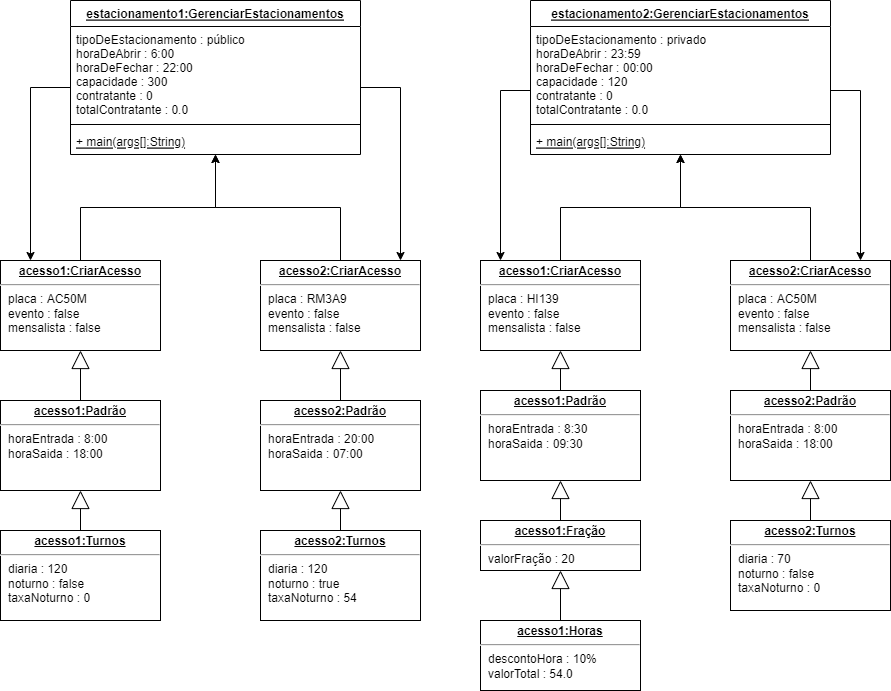 estacionamento1:GerenciarEstacionamentos
tipoDeEstacionamento : público
horaDeAbrir : 6:00
horaDeFechar : 22:00
capacidade : 300
contratante : 0
totalContratante : 0.0
+ main(args[]:String)
estacionamento2:GerenciarEstacionamentos
tipoDeEstacionamento : privado
horaDeAbrir : 23:59
horaDeFechar : 00:00
capacidade : 120
contratante : 0
totalContratante : 0.0
+ main(args[]:String)
acesso1:CriarAcesso
placa : AC50M
evento : false
mensalista : false
acesso2:CriarAcesso
placa : RM3A9
evento : false
mensalista : false
acesso1:CriarAcesso
placa : HI139
evento : false
mensalista : false
acesso2:CriarAcesso
placa : AC50M
evento : false
mensalista : false
acesso1:Padrão
horaEntrada : 8:00
horaSaida : 18:00
acesso2:Padrão
horaEntrada : 20:00
horaSaida : 07:00
acesso1:Padrão
horaEntrada : 8:30
horaSaida : 09:30
acesso2:Padrão
horaEntrada : 8:00
horaSaida : 18:00
acesso1:Turnos
diaria : 120
noturno : false
taxaNoturno : 0
acesso2:Turnos
diaria : 120
noturno : true
taxaNoturno : 54
acesso1:Fração
valorFração : 20
acesso2:Turnos
diaria : 70
noturno : false
taxaNoturno : 0
acesso1:Horas
descontoHora : 10%
valorTotal : 54.0